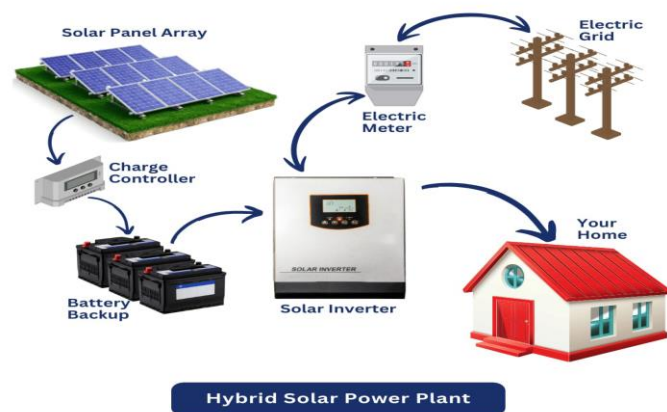 Solar Panel Array
Electric
Grid
Electric
Meter
Charge
Controller
Your
Home
SOLAR INVERTER
Battery
Backup
Solar Inverter
Hybrid Solar Power Plant